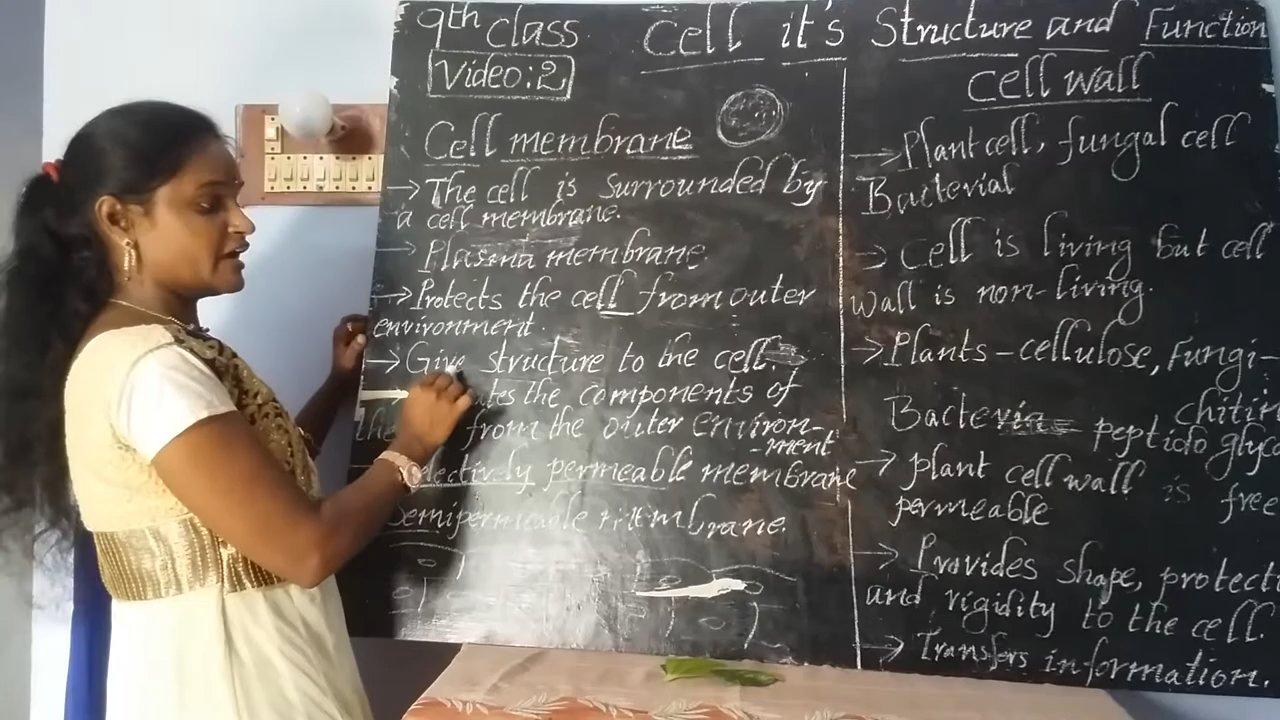 9th class
Cell it's Structure and Function
Video:2
Cell membrane
→ The cell is surrounded by
a cell membrane.
→ Plasma membrane
→ Protects the cell from outer
environment.
→ Give structure to the cell.
→ the components of
the from the outer environ-
-ment
Selectively permeable membrane
Semipermeable membrane.
cell wall
→ Plant cell, fungal cell
Bacterial
→ Cell is living but cell
wall is non-living.
→ Plants - cellulose, Fungi-
chitin
Bacteria peptido glyco
→ plant cell wall is free
permeable
→ Provides shape, protecti
and rigidity to the cell.
→ Transfers information.